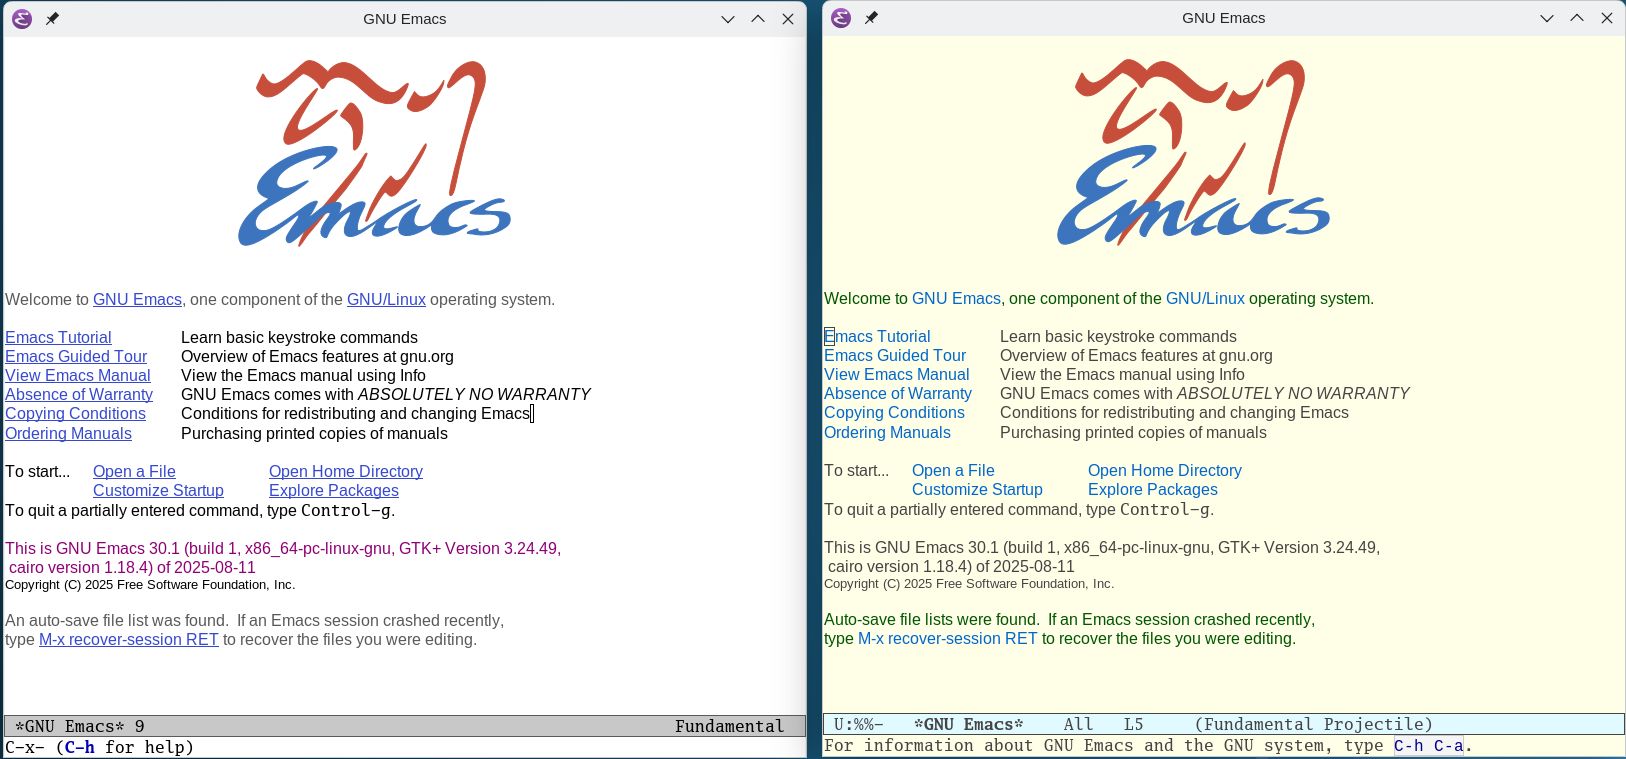 GNU Emacs
Emacs
Welcome to GNU Emacs, one component of the GNU/Linux operating system.
Emacs Tutorial Learn basic keystroke commands
Emacs Guided Tour Overview of Emacs features at gnu.org
View Emacs Manual View the Emacs manual using Info
Absence of Warranty GNU Emacs comes with ABSOLUTELY NO WARRANTY
Copying Conditions Conditions for redistributing and changing Emacs
Ordering Manuals Purchasing printed copies of manuals
To start... Open a File Open Home Directory
Customize Startup Explore Packages
To quit a partially entered command, type Control-g.
This is GNU Emacs 30.1 (build 1, x86_64-pc-linux-gnu, GTK+ Version 3.24.49,
cairo version 1.18.4) of 2025-08-11
Copyright (C) 2025 Free Software Foundation, Inc.
An auto-save file list was found.  If an Emacs session crashed recently,
type M-x recover-session RET to recover the files you were editing.
*GNU Emacs* 9 Fundamental
C-x- (C-h for help)
GNU Emacs
Emacs
Welcome to GNU Emacs, one component of the GNU/Linux operating system.
Emacs Tutorial Learn basic keystroke commands
Emacs Guided Tour Overview of Emacs features at gnu.org
View Emacs Manual View the Emacs manual using Info
Absence of Warranty GNU Emacs comes with ABSOLUTELY NO WARRANTY
Copying Conditions Conditions for redistributing and changing Emacs
Ordering Manuals Purchasing printed copies of manuals
To start... Open a File Open Home Directory
Customize Startup Explore Packages
To quit a partially entered command, type Control-g.
This is GNU Emacs 30.1 (build 1, x86_64-pc-linux-gnu, GTK+ Version 3.24.49,
cairo version 1.18.4) of 2025-08-11
Copyright (C) 2025 Free Software Foundation, Inc.
Auto-save file lists were found.  If an Emacs session crashed recently,
type M-x recover-session RET to recover the files you were editing.
U:%%- *GNU Emacs* All L5 (Fundamental Projectile)
For information about GNU Emacs and the GNU system, type C-h C-a.